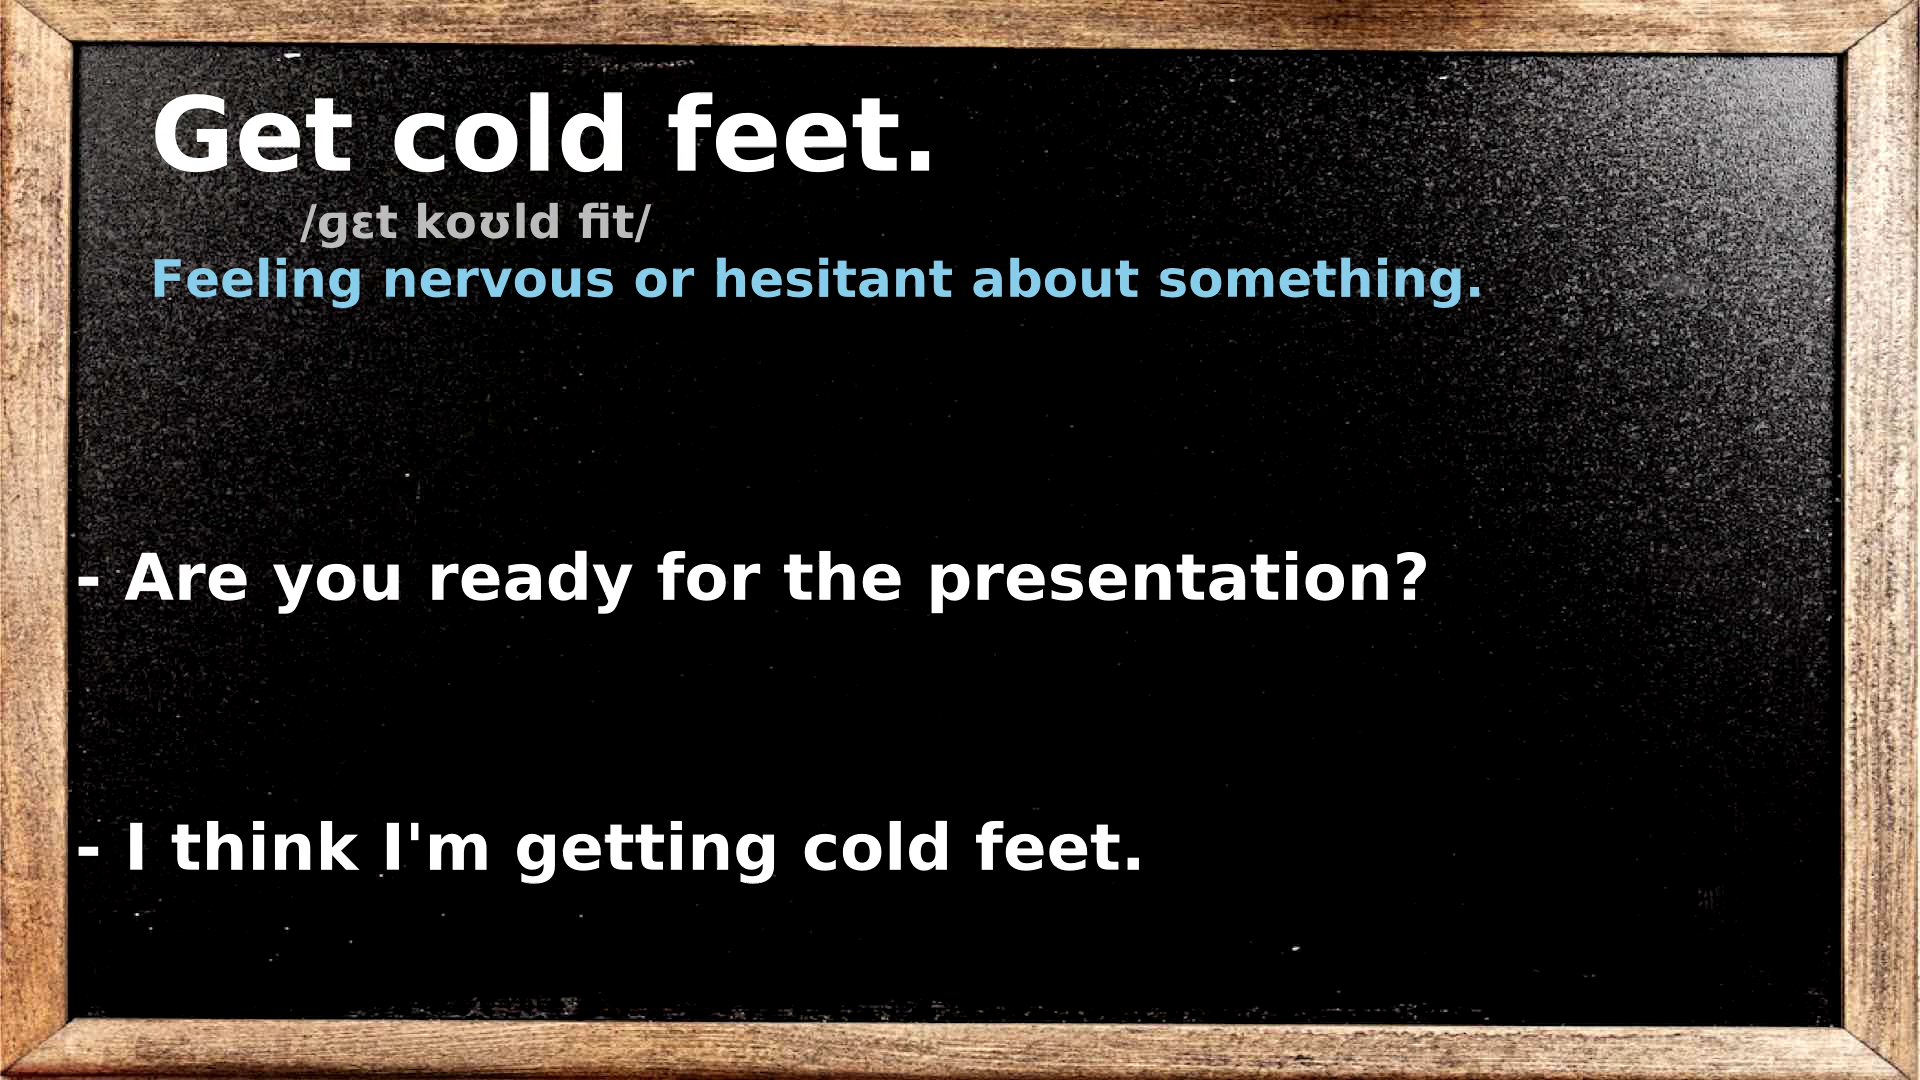 Get cold feet.
/ɡɛt koʊld fit/
Feeling nervous or hesitant about something.
- Are you ready for the presentation?
- I think I'm getting cold feet.